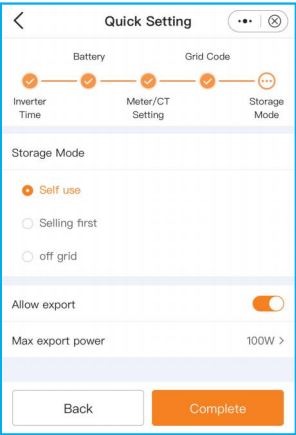 Quick Setting
Battery
Grid Code
Inverter
Time
Meter/CT
Setting
Storage
Mode
Storage Mode
Self use
Selling first
off grid
Allow export
Max export power
100W >
Back
Complete